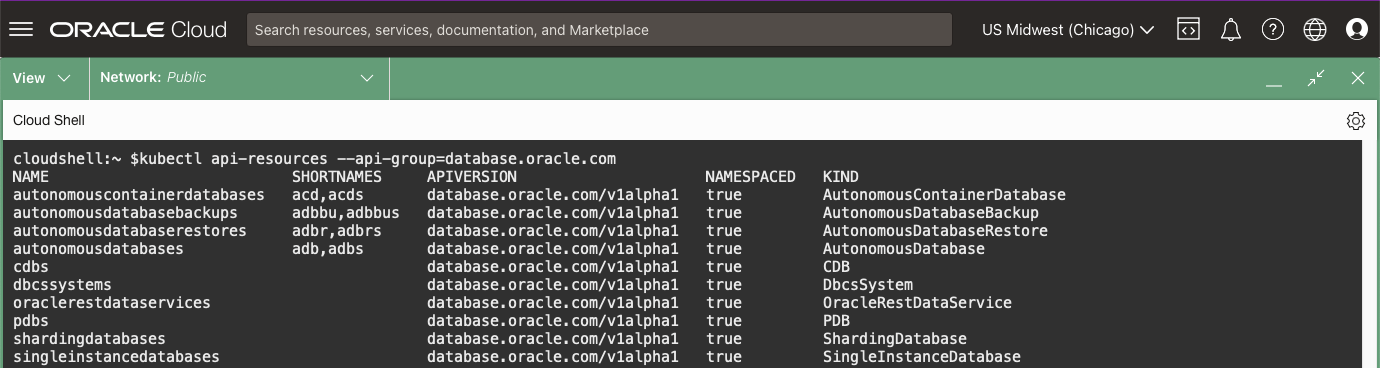 ORACLE Cloud Search resources, services, documentation, and Marketplace US Midwest (Chicago)
View Network: Public
Cloud Shell
cloudshell:~ $kubectl api-resources --api-group=database.oracle.com
NAME SHORTNAMES APIVERSION NAMESPACED KIND
autonomouscontainerdatabases acd,acds database.oracle.com/v1alpha1 true AutonomousContainerDatabase
autonomousdatabasebackups adbbu,adbbus database.oracle.com/v1alpha1 true AutonomousDatabaseBackup
autonomousdatabaserestores adbr,adbrs database.oracle.com/v1alpha1 true AutonomousDatabaseRestore
autonomousdatabases adb,adbs database.oracle.com/v1alpha1 true AutonomousDatabase
cdbs database.oracle.com/v1alpha1 true CDB
dbcssystems database.oracle.com/v1alpha1 true DbcsSystem
oraclerestdataservices database.oracle.com/v1alpha1 true OracleRestDataService
pdbs database.oracle.com/v1alpha1 true PDB
shardingdatabases database.oracle.com/v1alpha1 true ShardingDatabase
singleinstancedatabases database.oracle.com/v1alpha1 true SingleInstanceDatabase